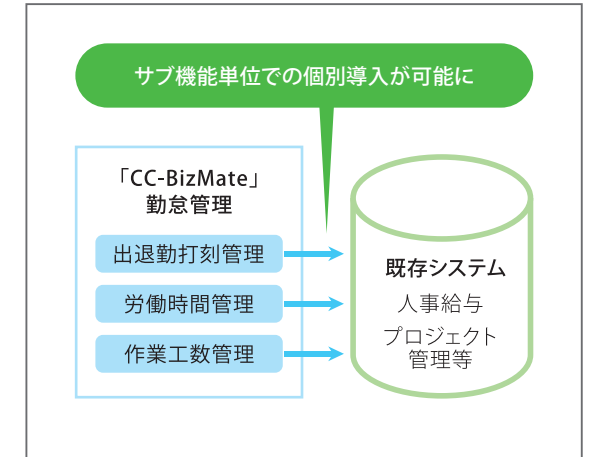 サブ機能単位での個別導入が可能に
「CC-BizMate」
勤怠管理
出退勤打刻管理
労働時間管理
作業工数管理
既存システム
人事給与
プロジェクト
管理等